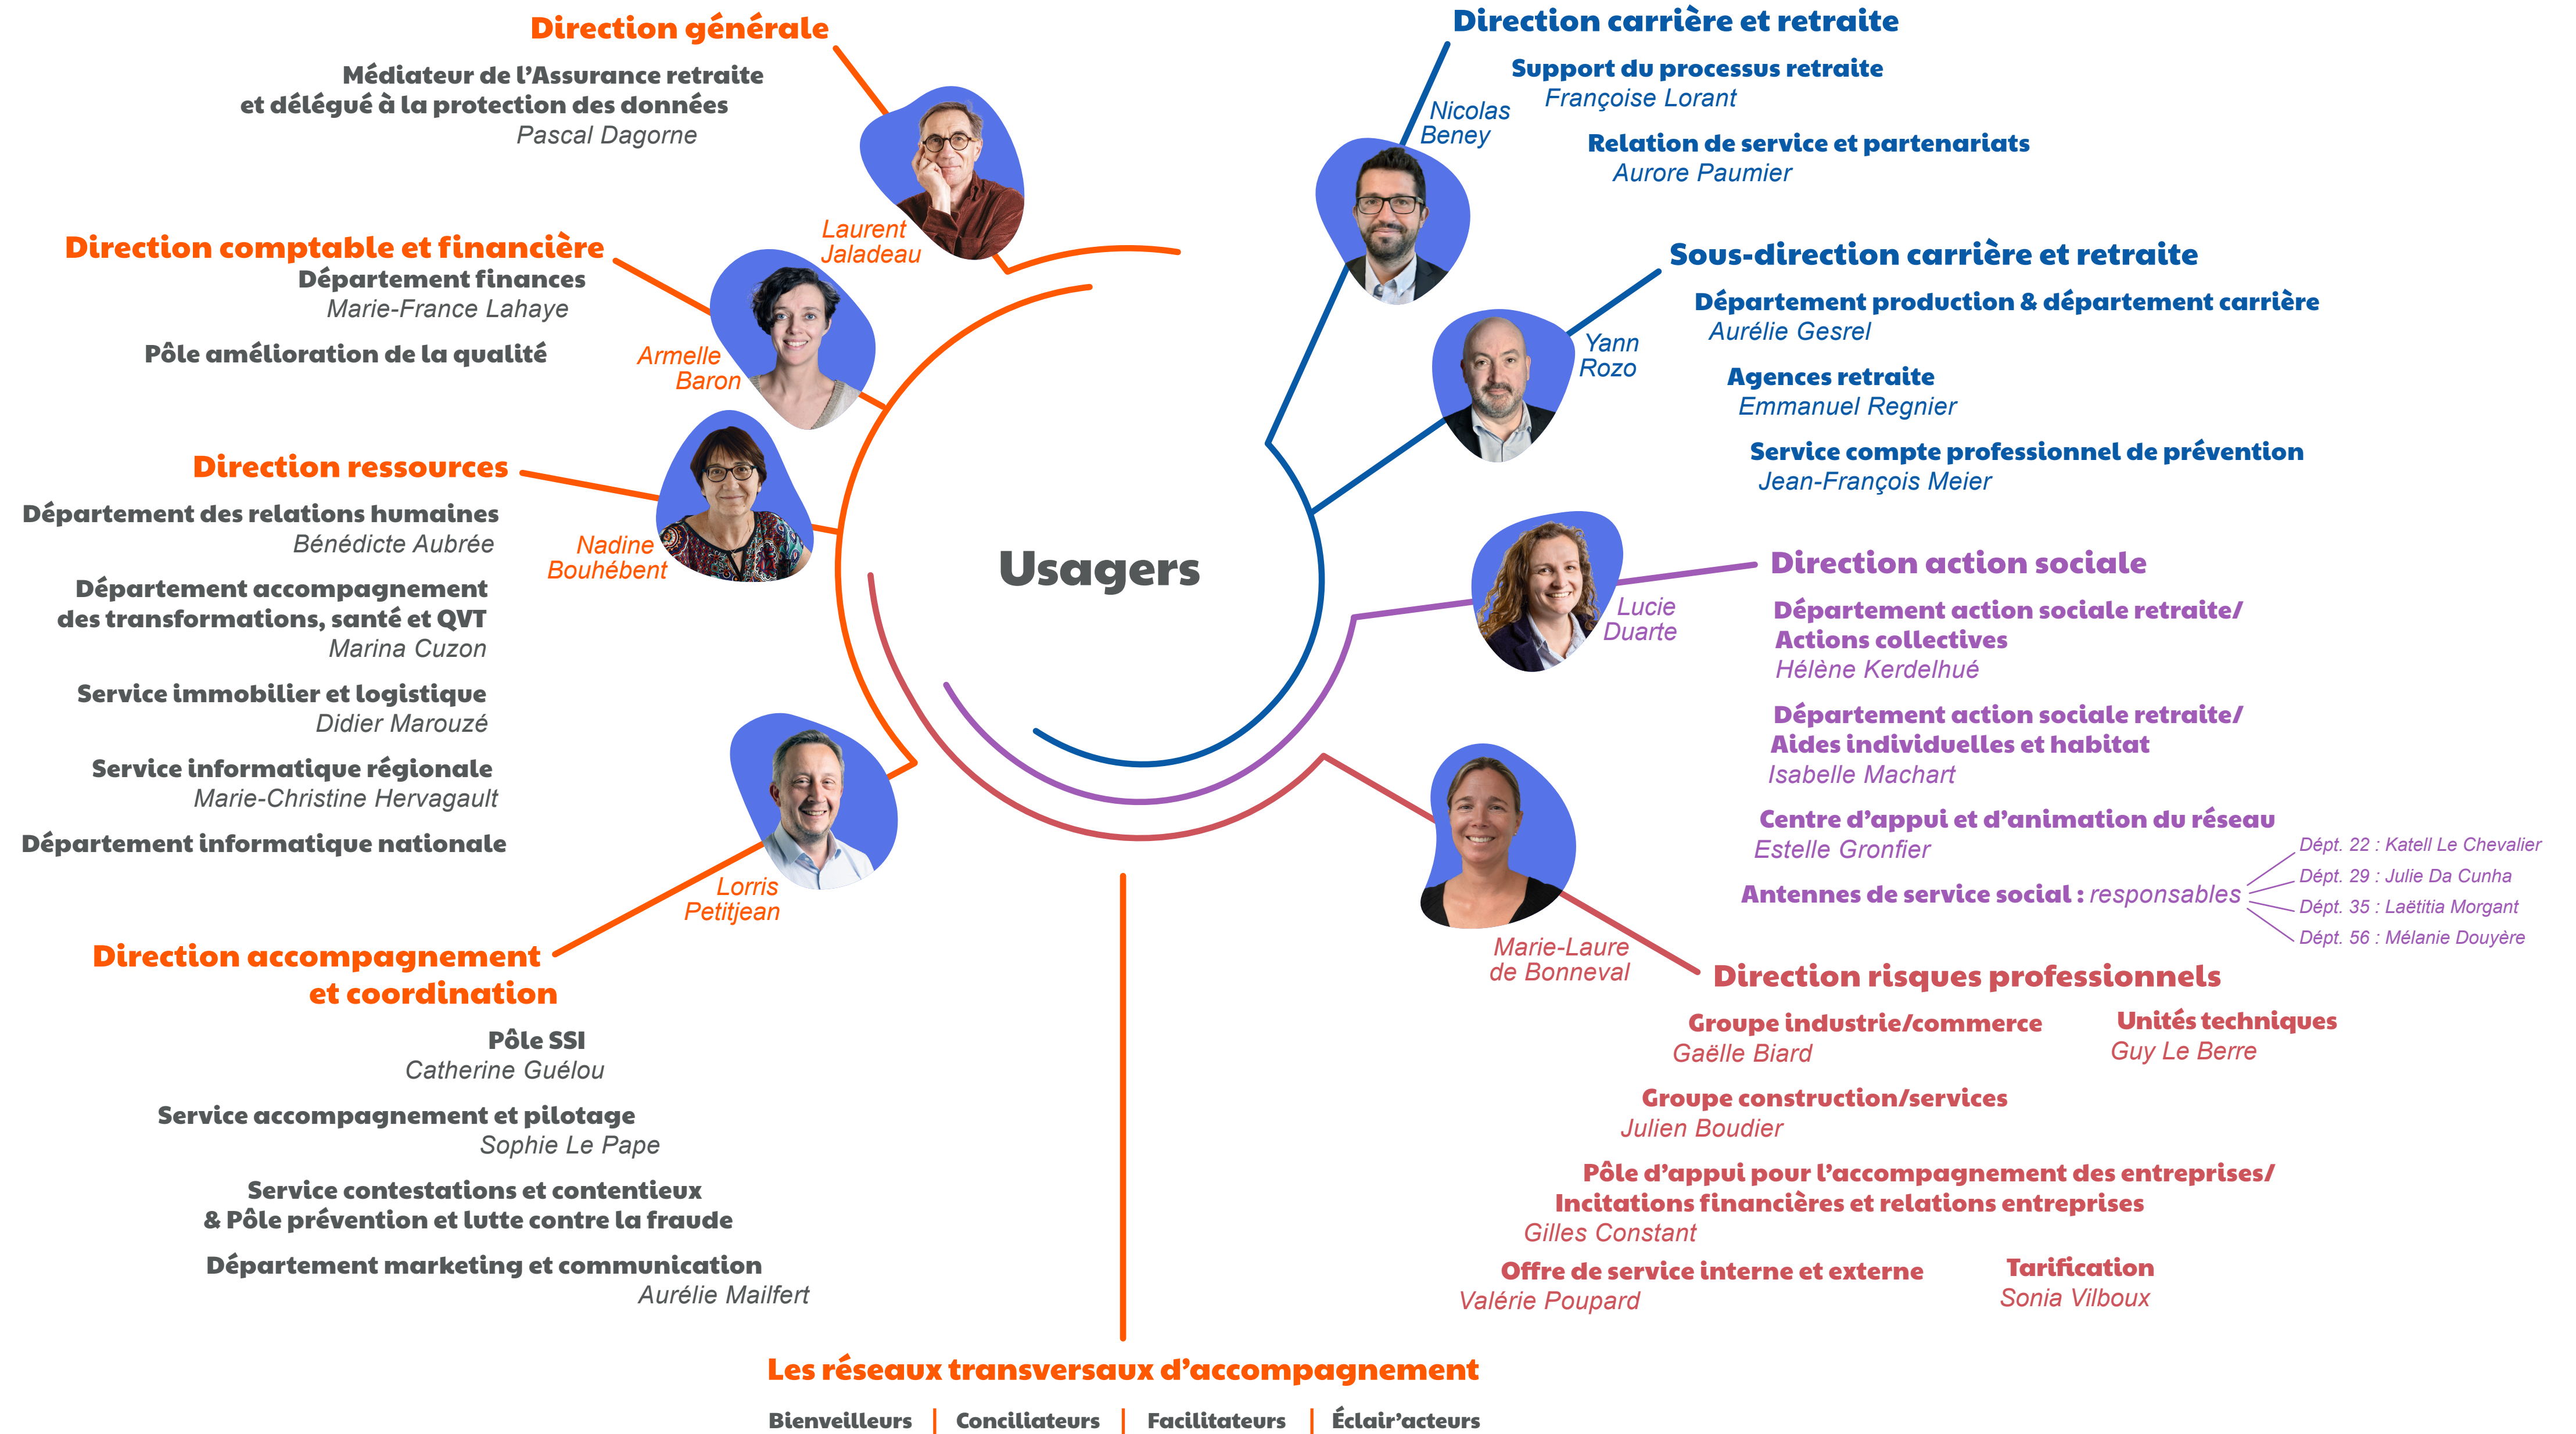 Direction générale
Médiateur de l'Assurance retraite
et délégué à la protection des données
Pascal Dagorne
Laurent
Jaladeau
Direction comptable et financière
Département finances
Marie-France Lahaye
Pôle amélioration de la qualité
Armelle
Baron
Direction ressources
Département des relations humaines
Bénédicte Aubrée
Département accompagnement
des transformations, santé et QVT
Marina Cuzon
Service immobilier et logistique
Didier Marouzé
Service informatique régionale
Marie-Christine Hervagault
Département informatique nationale
Nadine
Bouhébent
Lorris
Petitjean
Direction accompagnement
et coordination
Pôle SSI
Catherine Guélou
Service accompagnement et pilotage
Sophie Le Pape
Service contestations et contentieux
& Pôle prévention et lutte contre la fraude
Département marketing et communication
Aurélie Mailfert
Usagers
Direction carrière et retraite
Support du processus retraite
Françoise Lorant
Relation de service et partenariats
Aurore Paumier
Nicolas
Beney
Sous-direction carrière et retraite
Département production & département carrière
Aurélie Gesrel
Agences retraite
Emmanuel Regnier
Service compte professionnel de prévention
Jean-François Meier
Yann
Rozo
Direction action sociale
Département action sociale retraite/
Actions collectives
Hélène Kerdelhué
Département action sociale retraite/
Aides individuelles et habitat
Isabelle Machart
Centre d'appui et d'animation du réseau
Estelle Gronfier
Antennes de service social : responsables
Dépt. 22 : Katell Le Chevalier
Dépt. 29 : Julie Da Cunha
Dépt. 35 : Laëtitia Morgant
Dépt. 56 : Mélanie Douyère
Lucie
Duarte
Marie-Laure
de Bonneval
Direction risques professionnels
Groupe industrie/commerce
Gaëlle Biard
Unités techniques
Guy Le Berre
Groupe construction/services
Julien Boudier
Pôle d'appui pour l'accompagnement des entreprises/
Incitations financières et relations entreprises
Gilles Constant
Offre de service interne et externe
Valérie Poupard
Tarification
Sonia Vilboux
Les réseaux transversaux d'accompagnement
Bienveilleurs | Conciliateurs | Facilitateurs | Éclair'acteurs